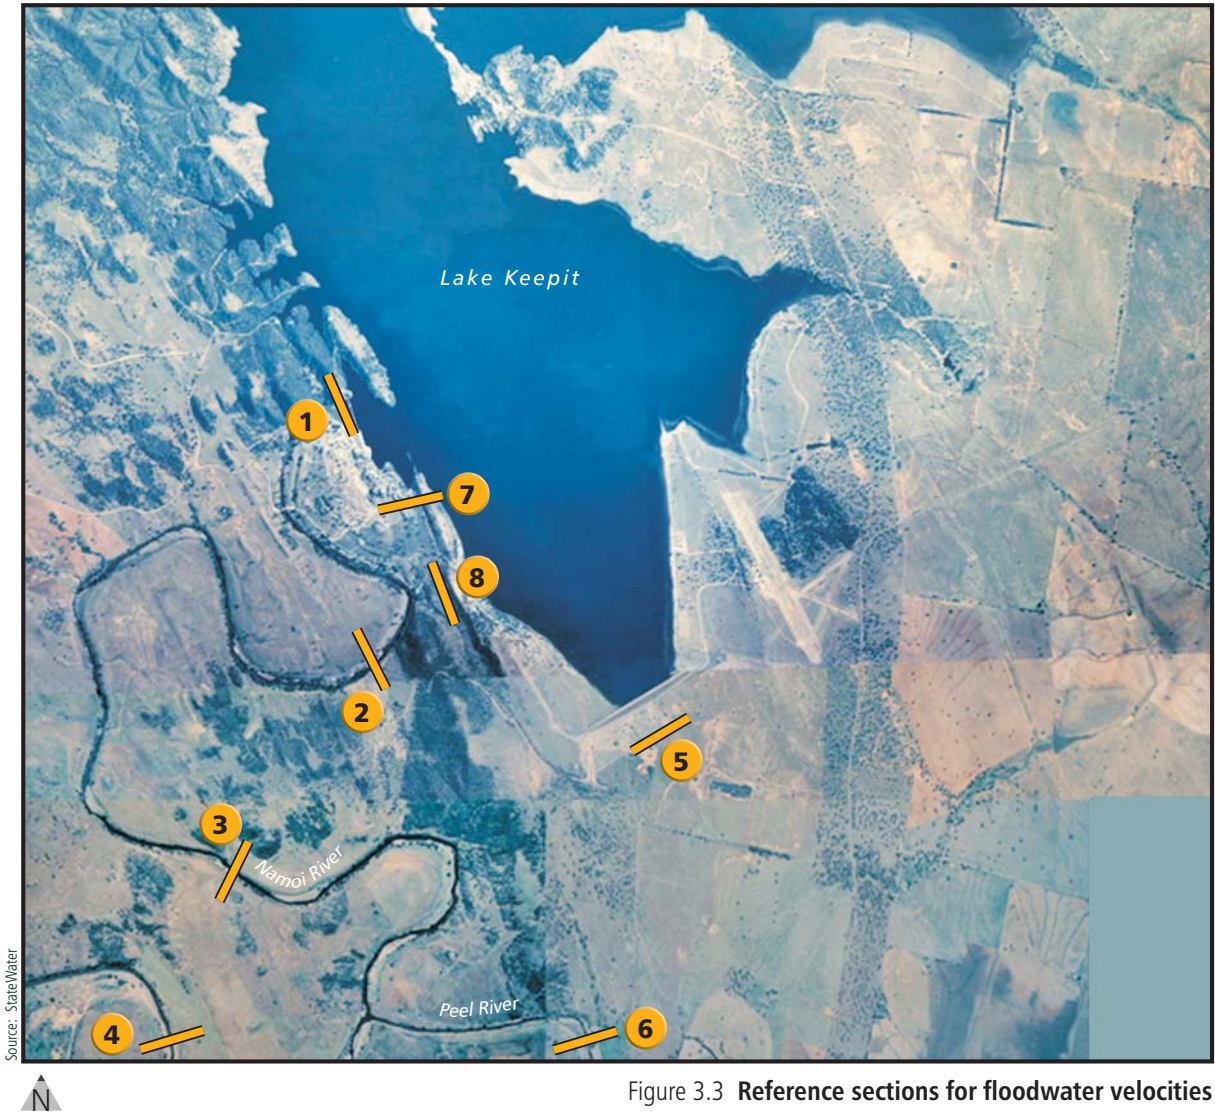 Lake Keepit
1
7
8
2
5
3
Namoi River
Peel River
4
6
Source: StateWater
N
Figure 3.3 Reference sections for floodwater velocities